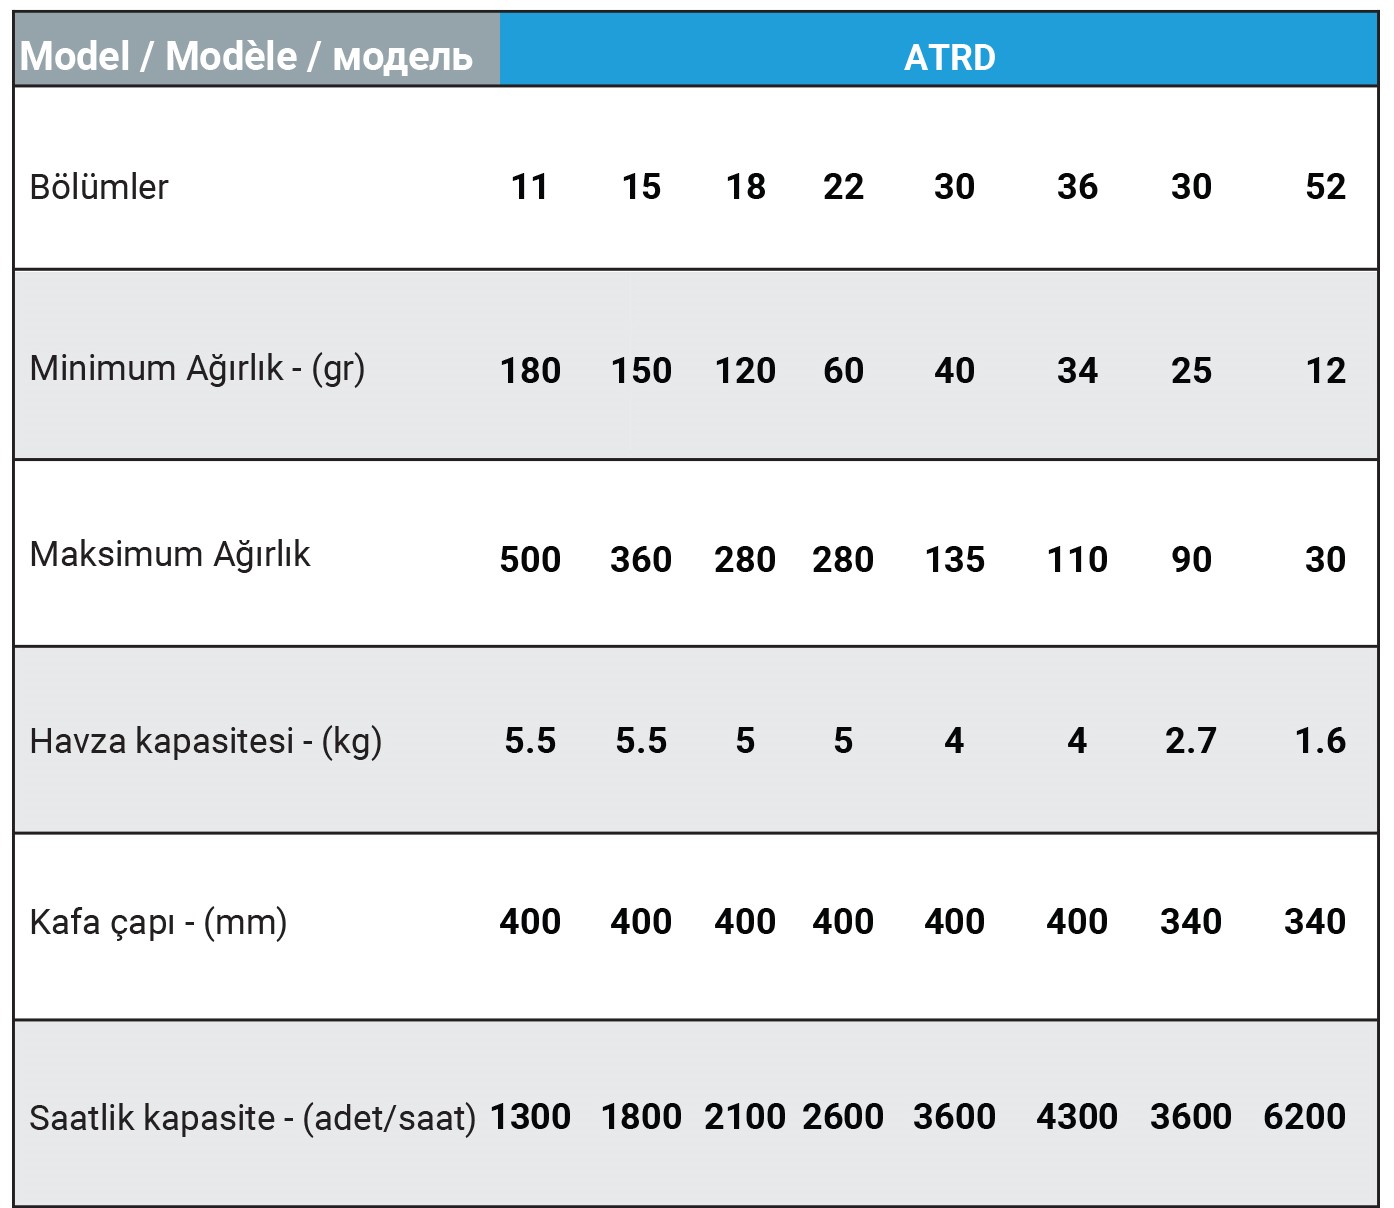 Model / Modèle / модель ATRD
Bölümler 11 15 18 22 30 36 30 52
Minimum Ağırlık - (gr) 180 150 120 60 40 34 25 12
Maksimum Ağırlık 500 360 280 280 135 110 90 30
Havza kapasitesi - (kg) 5.5 5.5 5 5 4 4 2.7 1.6
Kafa çapı - (mm) 400 400 400 400 400 400 340 340
Saatlik kapasite - (adet/saat) 1300 1800 2100 2600 3600 4300 3600 6200